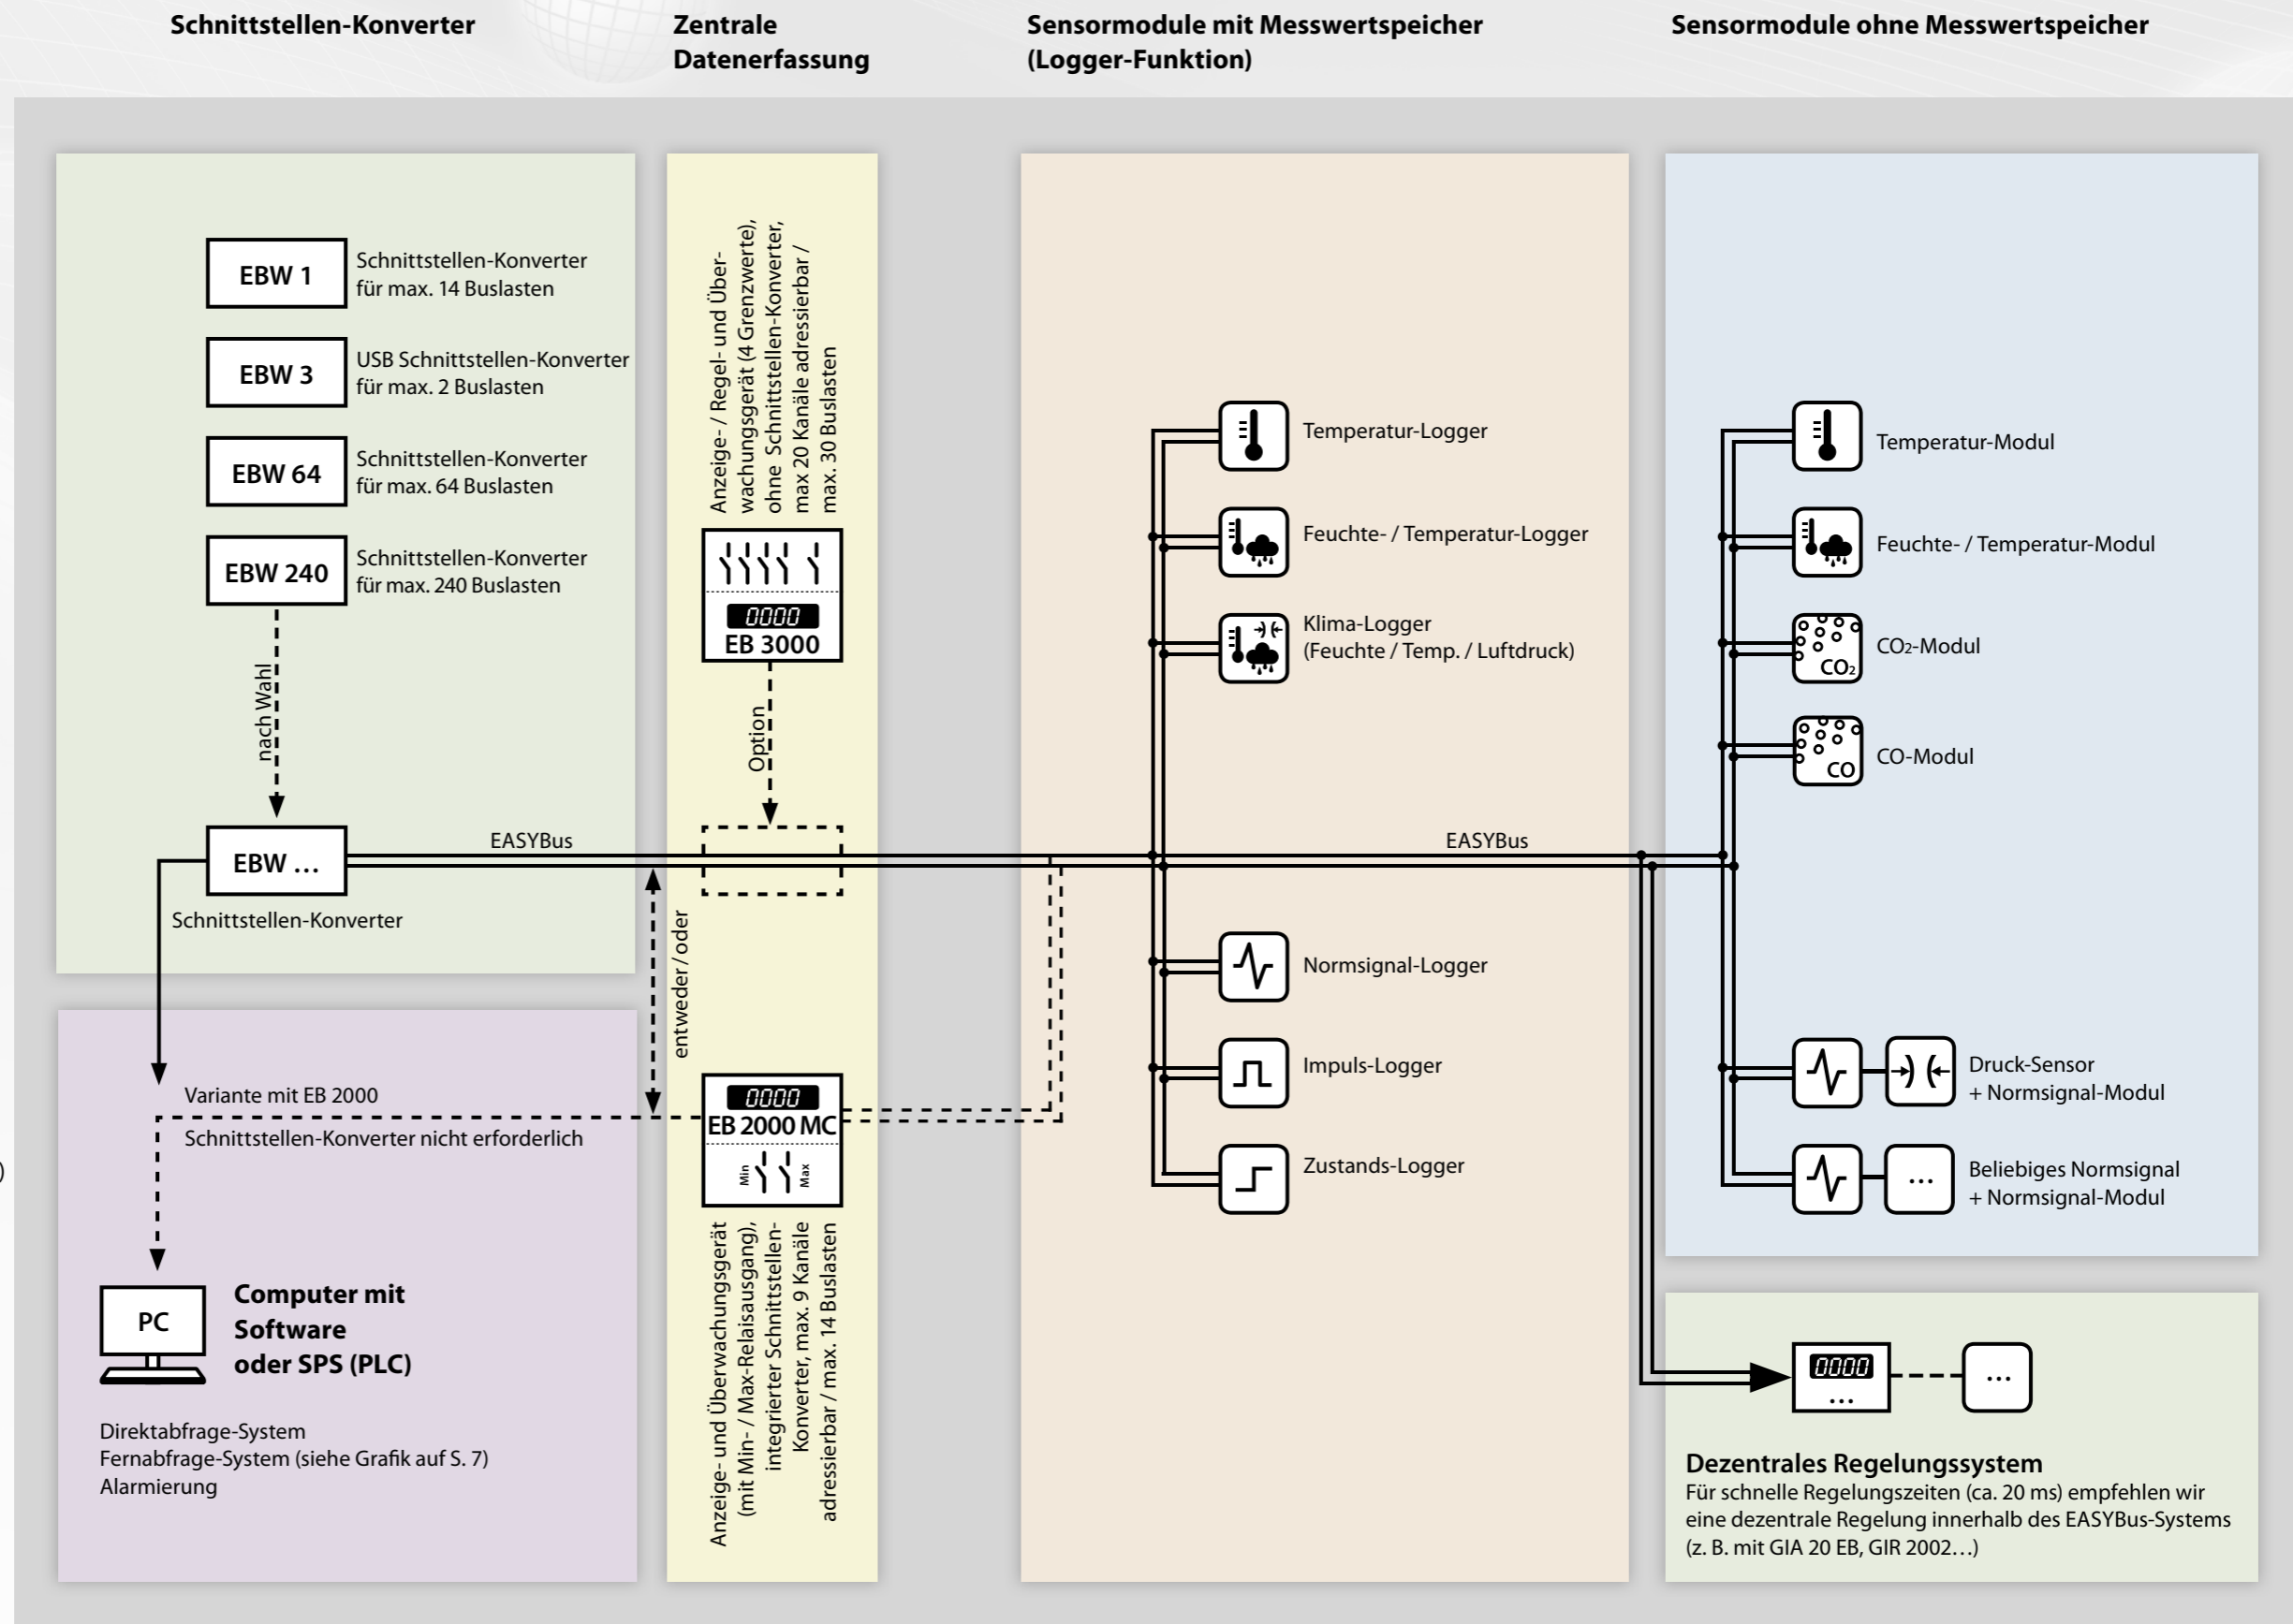 Schnittstellen-Konverter
Zentrale
Datenerfassung
Sensormodule mit Messwertspeicher
(Logger-Funktion)
Sensormodule ohne Messwertspeicher
EBW 1
Schnittstellen-Konverter
für max. 14 Buslasten
EBW 3
USB Schnittstellen-Konverter
für max. 2 Buslasten
EBW 64
Schnittstellen-Konverter
für max. 64 Buslasten
EBW 240
Schnittstellen-Konverter
für max. 240 Buslasten
nach Wahl
EBW ...
Schnittstellen-Konverter
EASYBus
Variante mit EB 2000
Schnittstellen-Konverter nicht erforderlich
)
PC
Computer mit
Software
oder SPS (PLC)
Direktabfrage-System
Fernabfrage-System (siehe Grafik auf S. 7)
Alarmierung
Anzeige- / Regel- und Über-
wachungsgerät (4 Grenzwerte),
ohne Schnittstellen-Konverter,
max 20 Kanäle adressierbar /
max. 30 Buslasten
0000
EB 3000
Option
entweder / oder
0000
EB 2000 MC
Min
Max
Anzeige- und Überwachungsgerät
(mit Min- / Max-Relaisausgang),
integrierter Schnittstellen-
Konverter, max. 9 Kanäle
adressierbar / max. 14 Buslasten
Temperatur-Logger
Feuchte- / Temperatur-Logger
Klima-Logger
(Feuchte / Temp. / Luftdruck)
EASYBus
Normsignal-Logger
Impuls-Logger
Zustands-Logger
Temperatur-Modul
Feuchte- / Temperatur-Modul
CO₂
CO₂-Modul
CO
CO-Modul
Druck-Sensor
+ Normsignal-Modul
...
Beliebiges Normsignal
+ Normsignal-Modul
0000
...
...
Dezentrales Regelungssystem
Für schnelle Regelungszeiten (ca. 20 ms) empfehlen wir
eine dezentrale Regelung innerhalb des EASYBus-Systems
(z. B. mit GIA 20 EB, GIR 2002…)